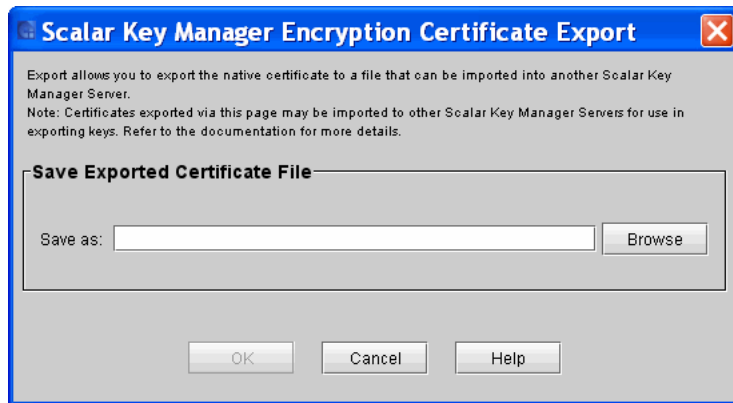 Scalar Key Manager Encryption Certificate Export
Export allows you to export the native certificate to a file that can be imported into another Scalar Key
Manager Server.
Note: Certificates exported via this page may be imported to other Scalar Key Manager Servers for use in
exporting keys. Refer to the documentation for more details.
Save Exported Certificate File
Save as:
Browse
OK
Cancel
Help